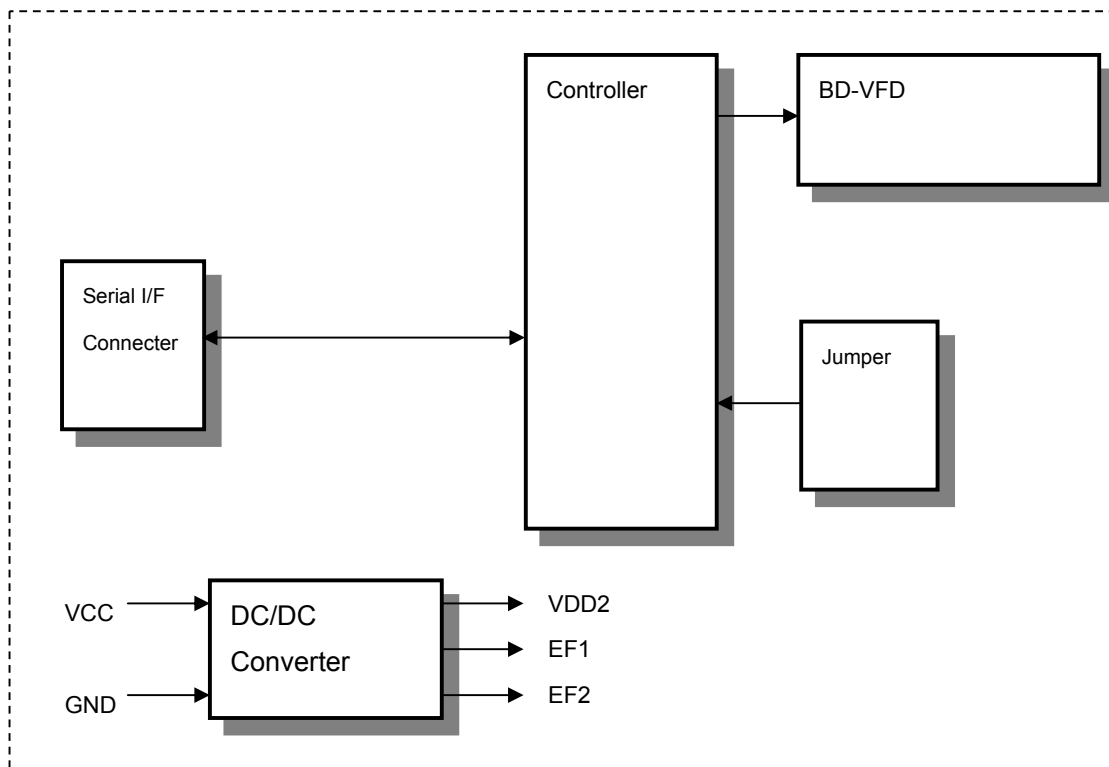 Controller
BD-VFD
Serial I/F
Connecter
Jumper
VCC
GND
DC/DC
Converter
VDD2
EF1
EF2